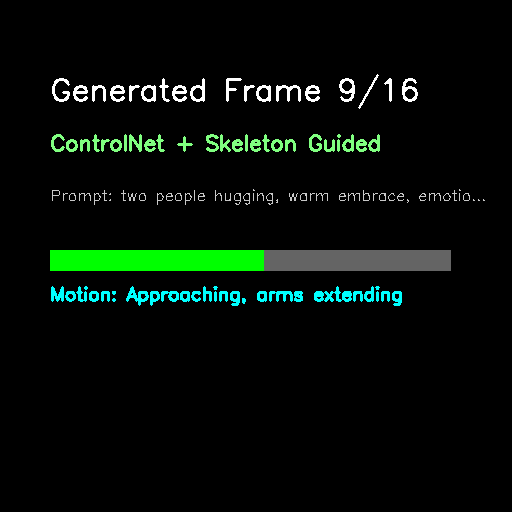 Generated Frame 9/16
ControlNet + Skeleton Guided
Prompt: two people hugging, warm embrace, emotio...
Motion: Approaching, arms extending